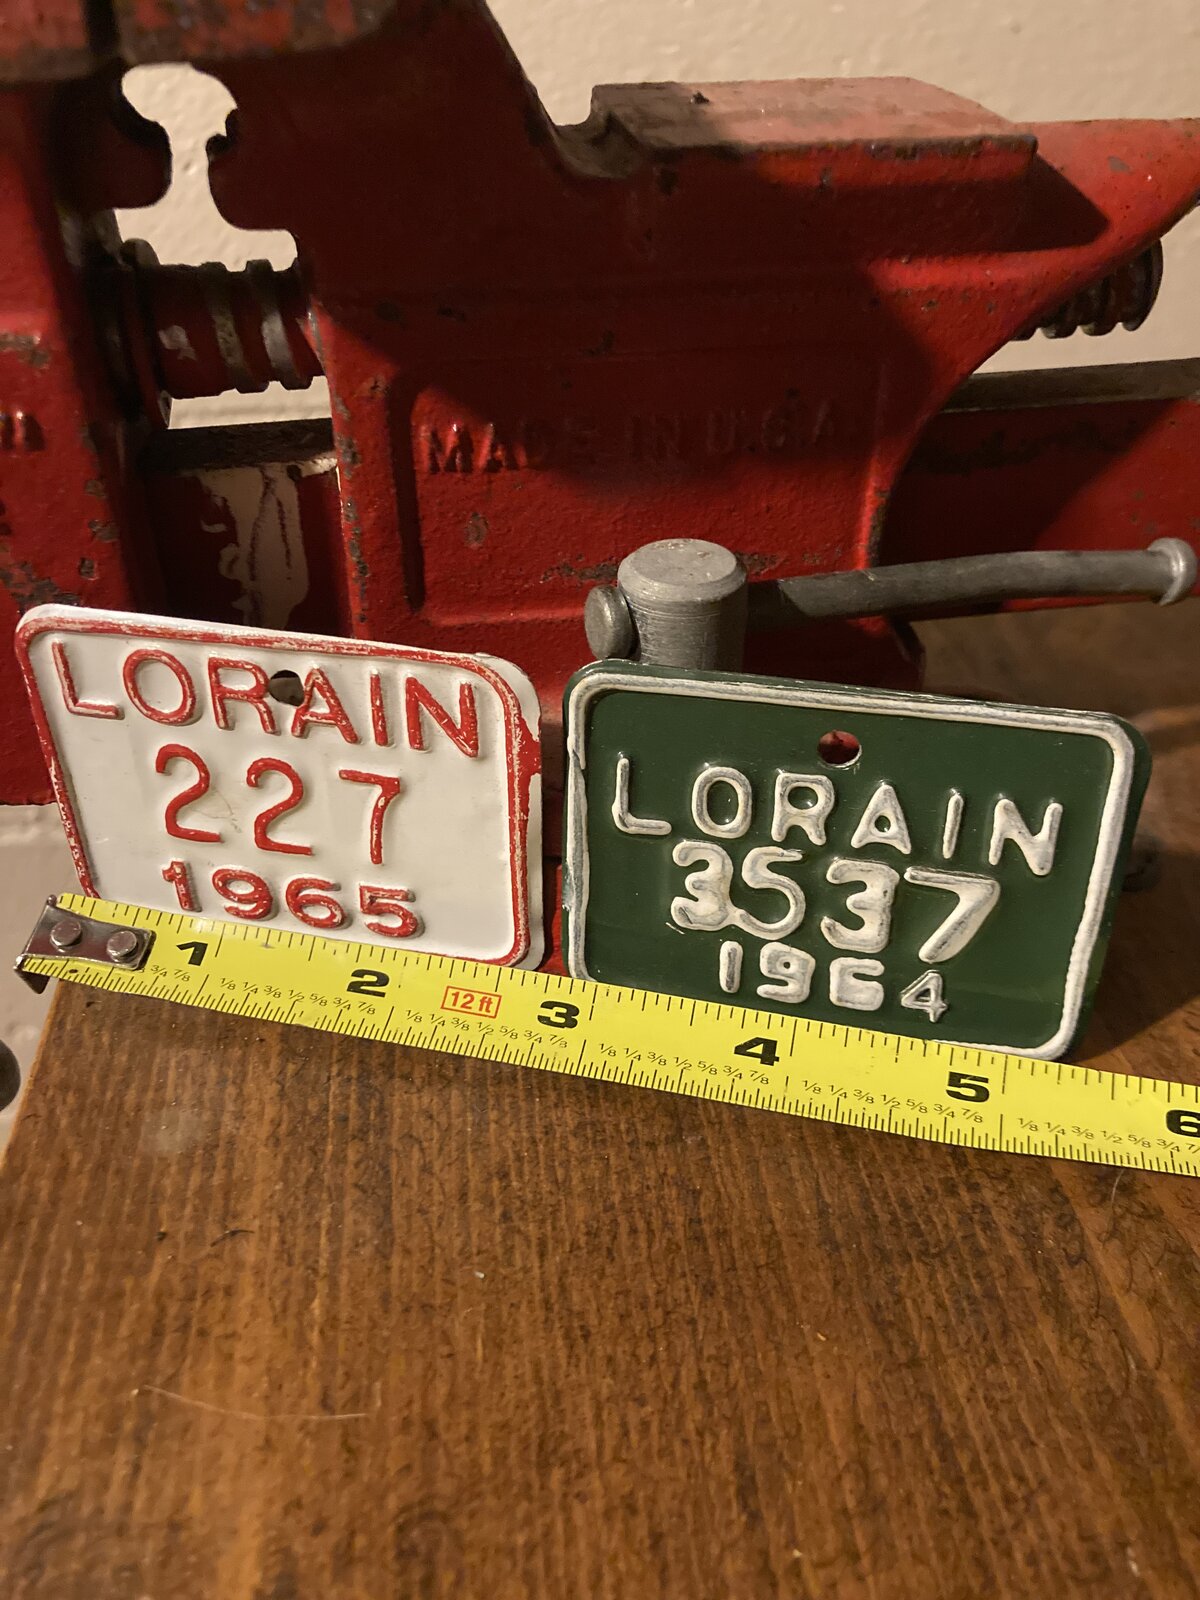 MADE IN U.S.A.
LORAIN
227
1965
LORAIN
3537
1964
1 2 12 ft 3 4 5 6